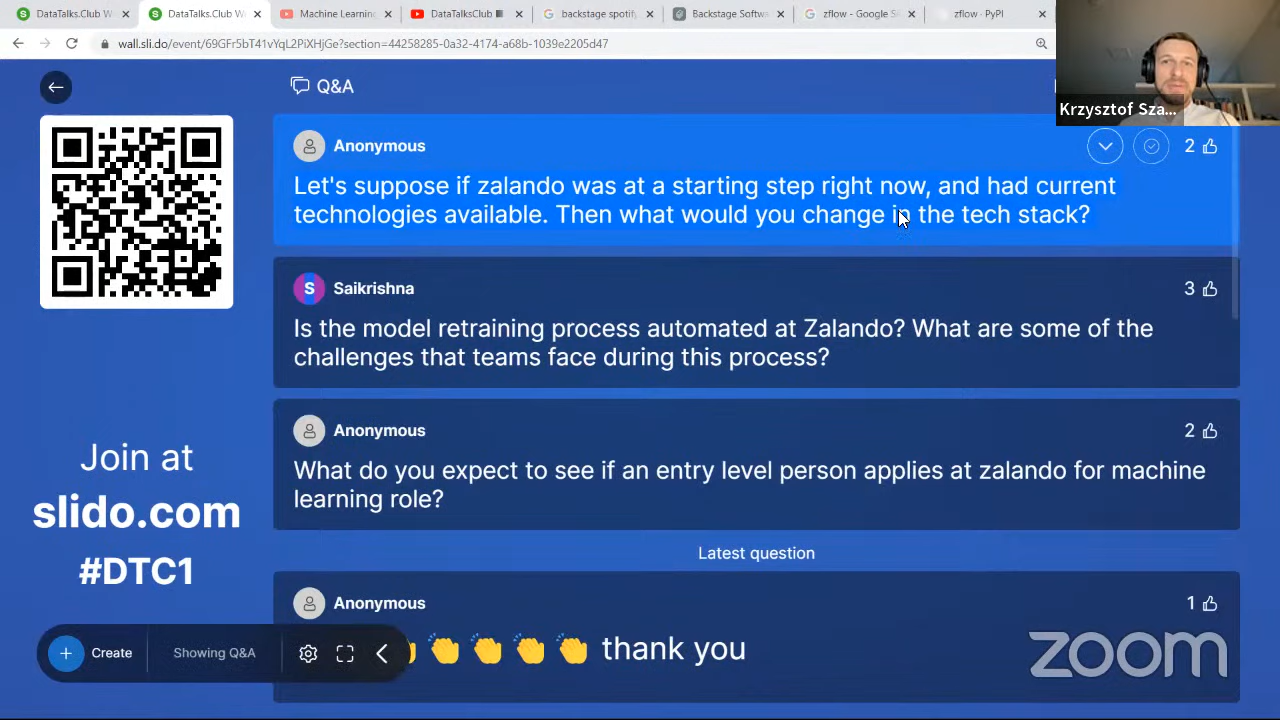 DataTalks.Club W
DataTalks.Club W
Machine Learning
DataTalksClub
backstage spotify
Backstage Softwa
zflow - Google S
zflow · PyPI
wall.sli.do/event/69GFr5bT41vYqL2PiXHjGe?section=44258285-0a32-4174-a68b-1039e2205d47
Krzysztof Sza...
Q&A
Anonymous
2
Let's suppose if zalando was at a starting step right now, and had current
technologies available. Then what would you change in the tech stack?
S
Saikrishna
3
Is the model retraining process automated at Zalando? What are some of the
challenges that teams face during this process?
Anonymous
2
What do you expect to see if an entry level person applies at zalando for machine
learning role?
Latest question
Anonymous
1
👏 👏 👏 👏 thank you
Join at
slido.com
#DTC1
Create
Showing Q&A
zoom